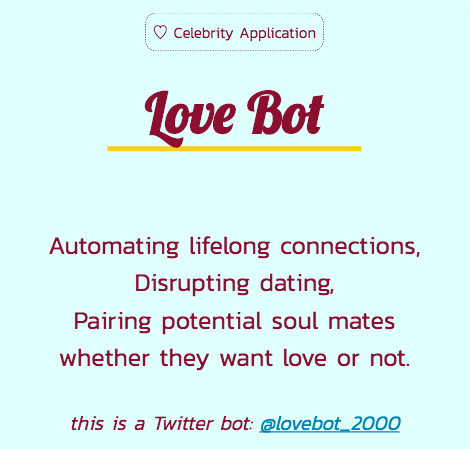 ♡ Celebrity Application
Love Bot
Automating lifelong connections,
Disrupting dating,
Pairing potential soul mates
whether they want love or not.
this is a Twitter bot: @lovebot_2000